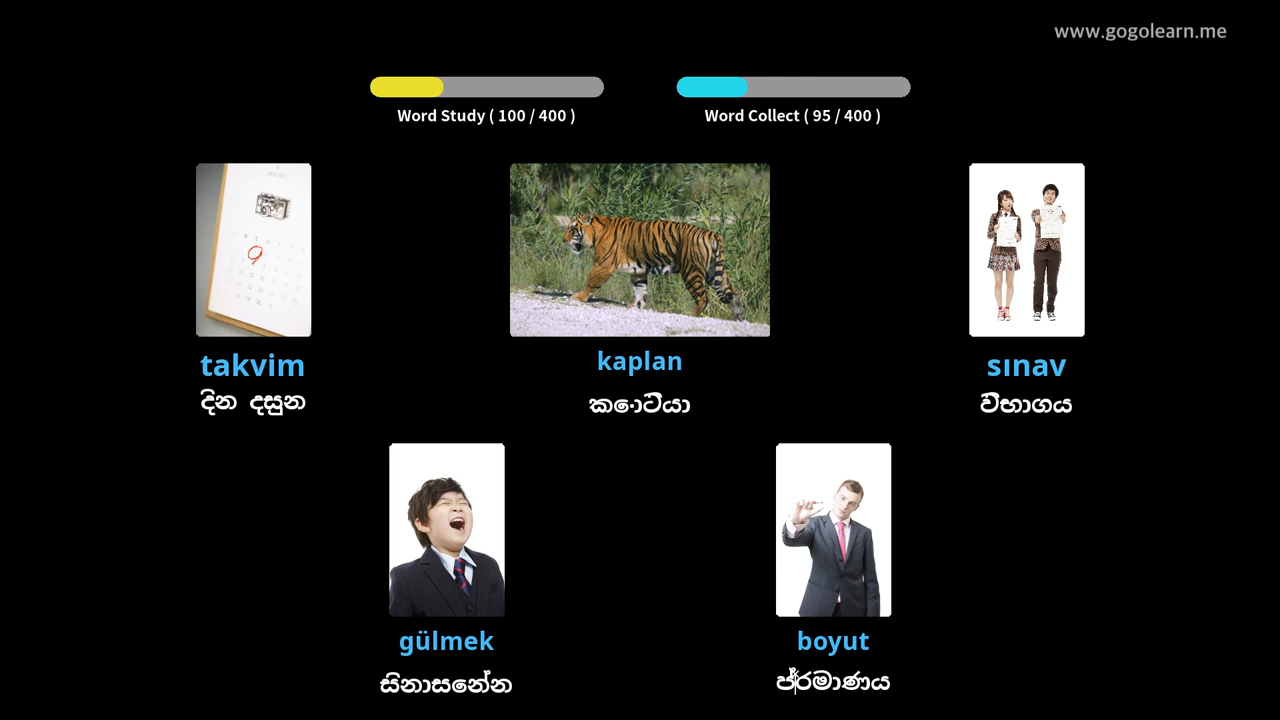 www.gogolearn.me
Word Study ( 100 / 400 )
Word Collect ( 95 / 400 )
takvim
දින දසුන
kaplan
කොටියා
sınav
විභාගය
gülmek
සිනාසෙන්න
boyut
ප්‍රමාණය